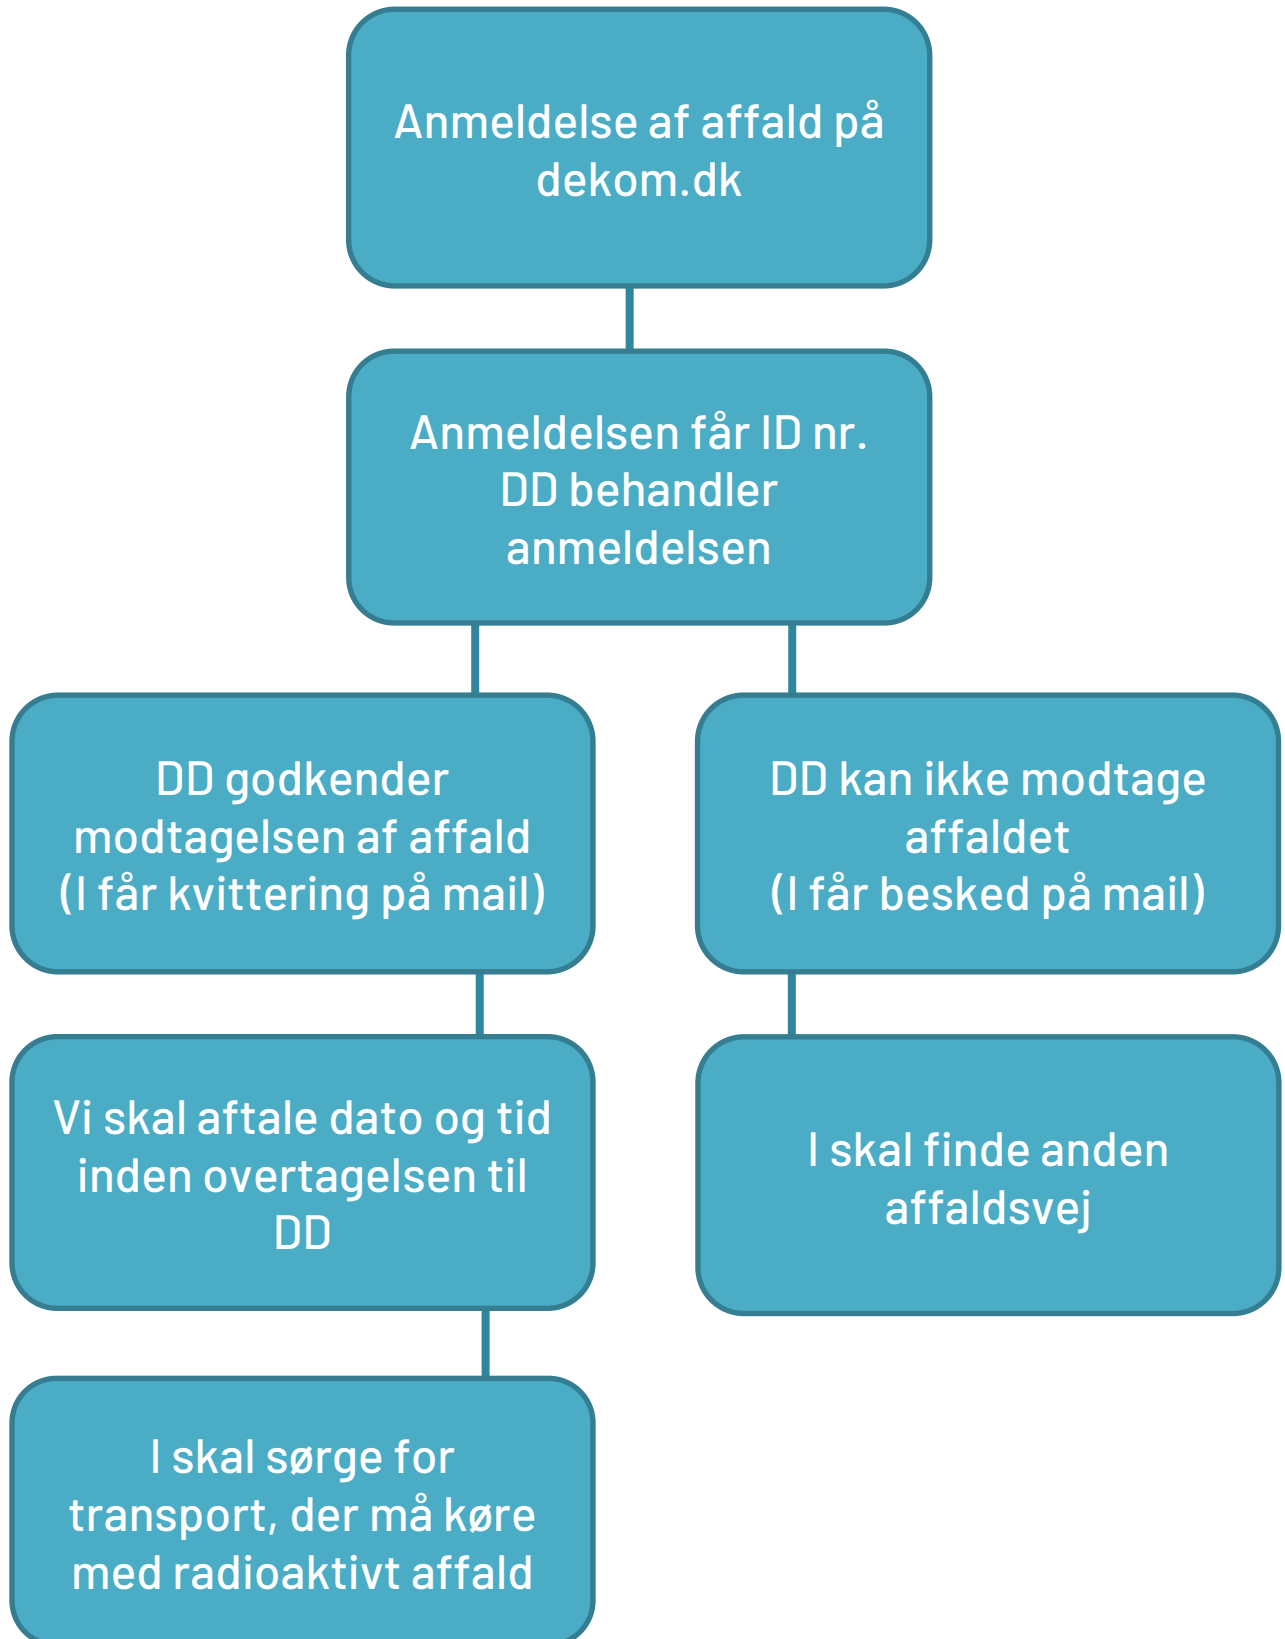 Anmeldelse af affald på
dekom.dk
Anmeldelsen får ID nr.
DD behandler
anmeldelsen
DD godkender
modtagelsen af affald
(I får kvittering på mail)
DD kan ikke modtage
affaldet
(I får besked på mail)
Vi skal aftale dato og tid
inden overtagelsen til
DD
I skal finde anden
affaldsvej
I skal sørge for
transport, der må køre
med radioaktivt affald